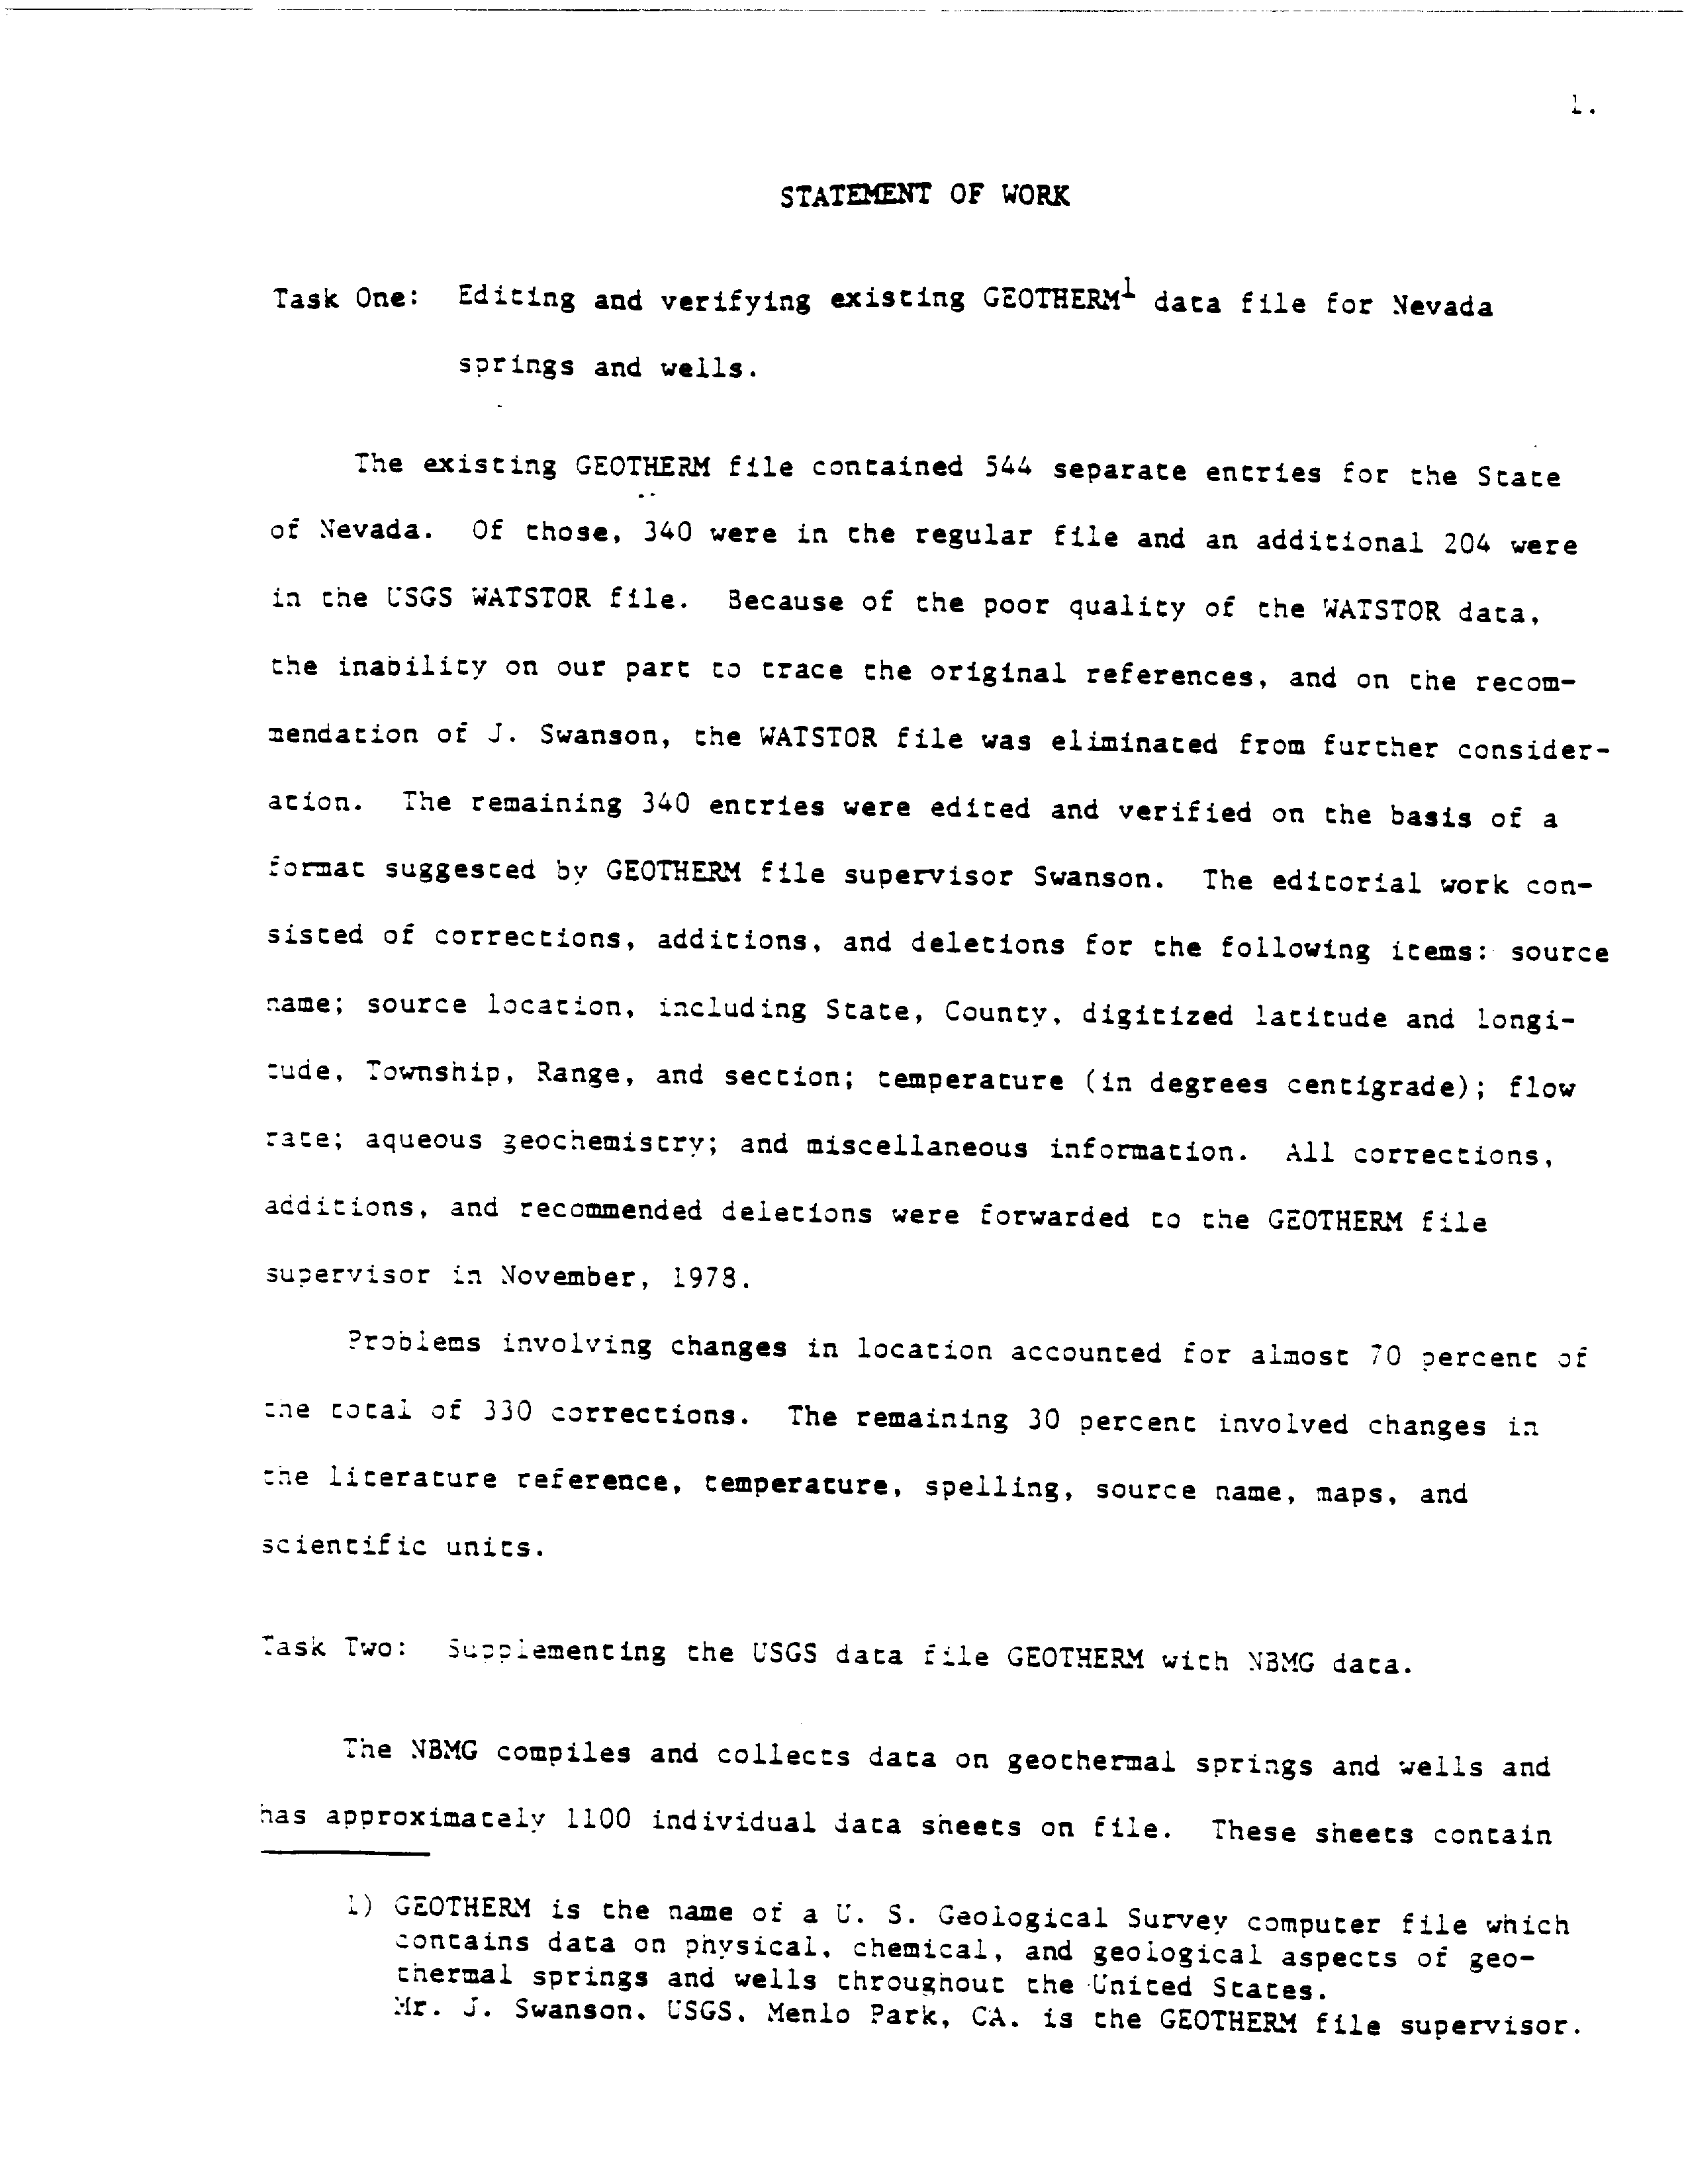 1.
STATEMENT OF WORK
Task One: Editing and verifying existing GEOTHERM1 data file for Nevada
springs and wells.
The existing GEOTHERM file contained 544 separate entries for the State
of Nevada. Of those, 340 were in the regular file and an additional 204 were
in the USGS WATSTOR file. Because of the poor quality of the WATSTOR data,
the inability on our part to trace the original references, and on the recom-
mendation of J. Swanson, the WATSTOR file was eliminated from further consider-
ation. The remaining 340 entries were edited and verified on the basis of a
format suggested by GEOTHERM file supervisor Swanson. The editorial work con-
sisted of corrections, additions, and deletions for the following items: source
name; source location, including State, County, digitized latitude and longi-
tude, Township, Range, and section; temperature (in degrees centigrade); flow
rate; aqueous geochemistry; and miscellaneous information. All corrections,
additions, and recommended deletions were forwarded to the GEOTHERM file
supervisor in November, 1978.
Problems involving changes in location accounted for almost 70 percent of
the total of 330 corrections. The remaining 30 percent involved changes in
the literature reference, temperature, spelling, source name, maps, and
scientific units.
Task Two: Supplementing the USGS data file GEOTHERM with NBMG data.
The NBMG compiles and collects data on geothermal springs and wells and
has approximately 1100 individual data sheets on file. These sheets contain
1) GEOTHERM is the name of a U. S. Geological Survey computer file which
contains data on physical, chemical, and geological aspects of geo-
thermal springs and wells throughout the United States.
Mr. J. Swanson, USGS, Menlo Park, CA. is the GEOTHERM file supervisor.